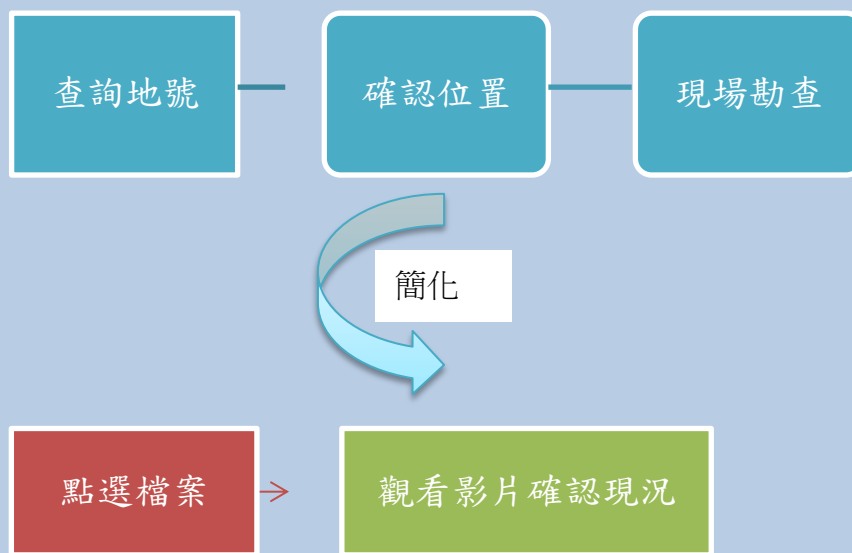 查詢地號
確認位置
現場勘查
簡化
點選檔案
觀看影片確認現況